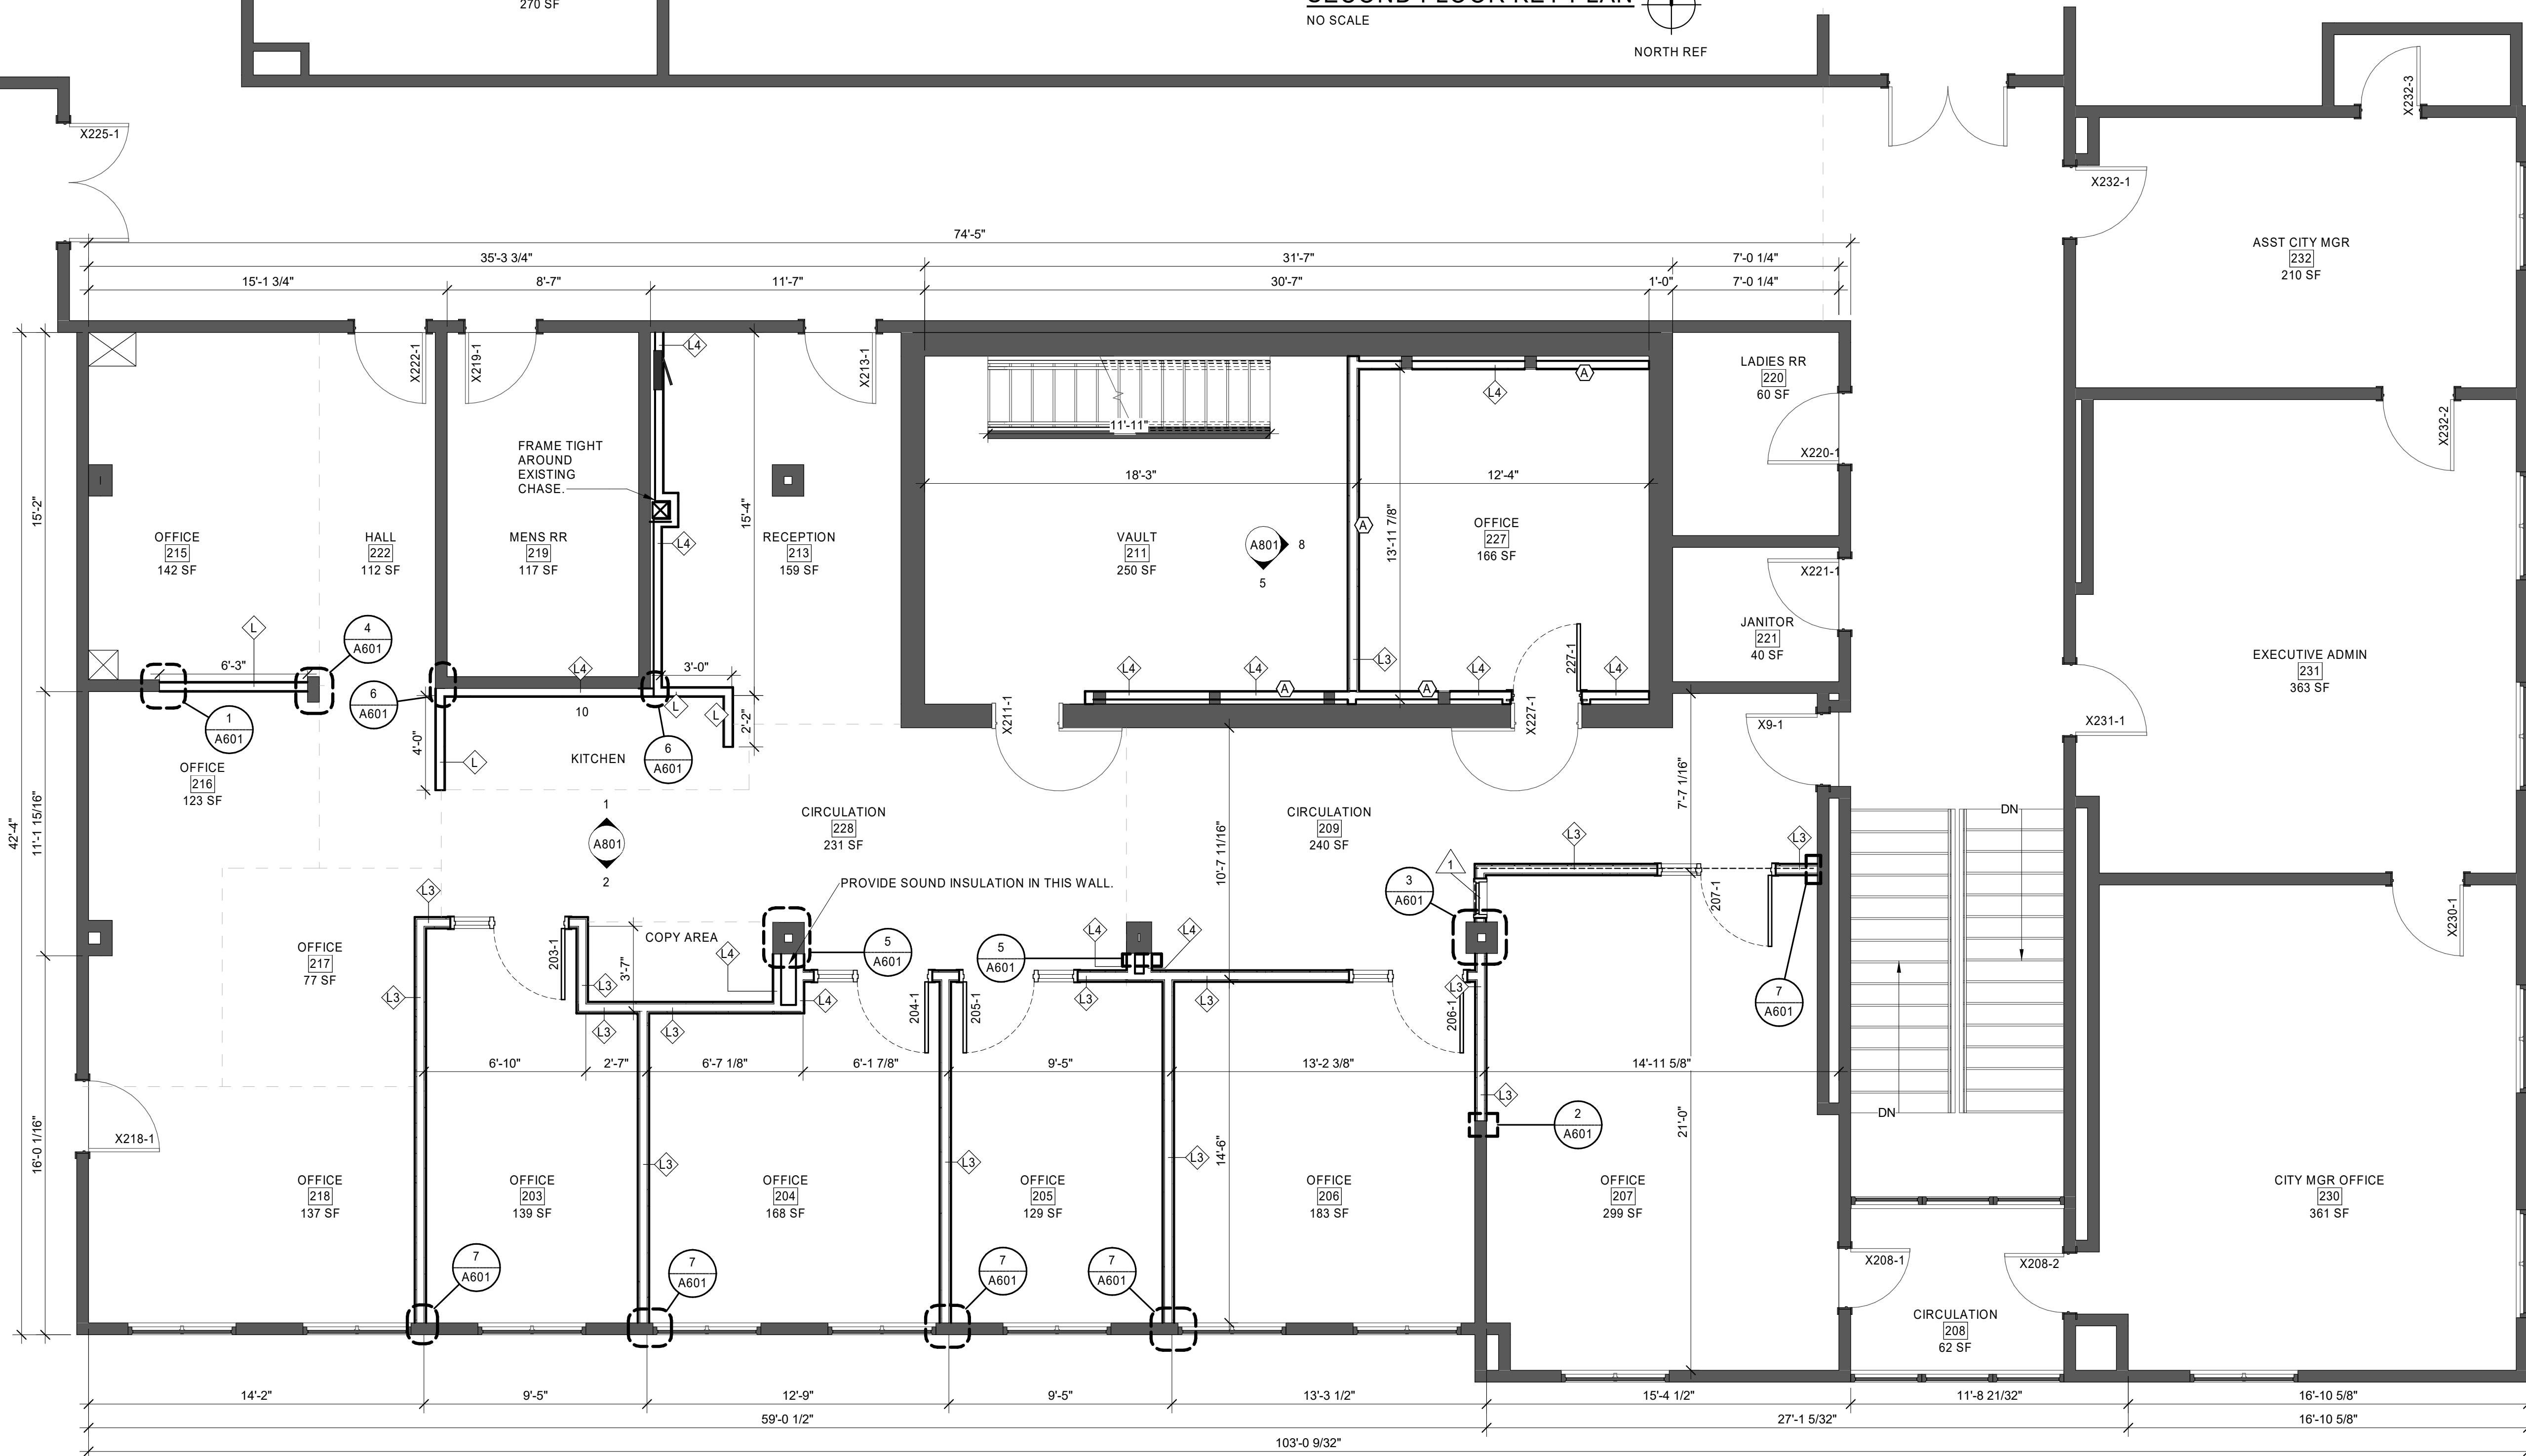 270 SF
SECOND FLOOR KEY PLAN
NO SCALE
NORTH REF
X225-1
X232-3
X232-1
ASST CITY MGR
232
210 SF
74'-5"
35'-3 3/4"
31'-7"
7'-0 1/4"
15'-1 3/4"
8'-7"
11'-7"
30'-7"
1'-0"
7'-0 1/4"
X222-1
X219-1
L4
X213-1
L4
A
LADIES RR
220
60 SF
X220-1
X232-2
11'-11"
FRAME TIGHT
AROUND
EXISTING
CHASE.
18'-3"
12'-4"
15'-2"
15'-4"
13'-11 7/8"
OFFICE
215
142 SF
HALL
222
112 SF
MENS RR
219
117 SF
L4
RECEPTION
213
159 SF
VAULT
211
250 SF
A801
8
5
A
OFFICE
227
166 SF
X221-1
JANITOR
221
40 SF
EXECUTIVE ADMIN
231
363 SF
L
4
A601
6'-3"
L4
3'-0"
L4
L4
L3
L4
227-1
L4
A
A
6
A601
1
A601
10
L
L
2'-2"
X211-1
X227-1
X9-1
X231-1
4'-0"
L
KITCHEN
6
A601
OFFICE
216
123 SF
42'-4"
11'-1 15/16"
7'-7 1/16"
1
A801
2
CIRCULATION
228
231 SF
CIRCULATION
209
240 SF
10'-7 11/16"
DN
L3
L3
1
3
A601
PROVIDE SOUND INSULATION IN THIS WALL.
L3
207-1
X230-1
OFFICE
217
77 SF
203-1
COPY AREA
3'-7"
L4
5
A601
5
A601
L4
L4
L3
L3
L3
L4
204-1
205-1
L3
L3
L3
206-1
7
A601
L3
L3
6'-10"
2'-7"
6'-7 1/8"
6'-1 7/8"
9'-5"
13'-2 3/8"
14'-11 5/8"
L3
2
A601
DN
X218-1
16'-0 1/16"
14'-6"
21'-0"
L3
L3
L3
OFFICE
218
137 SF
OFFICE
203
139 SF
OFFICE
204
168 SF
OFFICE
205
129 SF
OFFICE
206
183 SF
OFFICE
207
299 SF
CITY MGR OFFICE
230
361 SF
7
A601
7
A601
7
A601
7
A601
X208-1
X208-2
CIRCULATION
208
62 SF
14'-2"
9'-5"
12'-9"
9'-5"
13'-3 1/2"
15'-4 1/2"
11'-8 21/32"
16'-10 5/8"
59'-0 1/2"
27'-1 5/32"
16'-10 5/8"
103'-0 9/32"